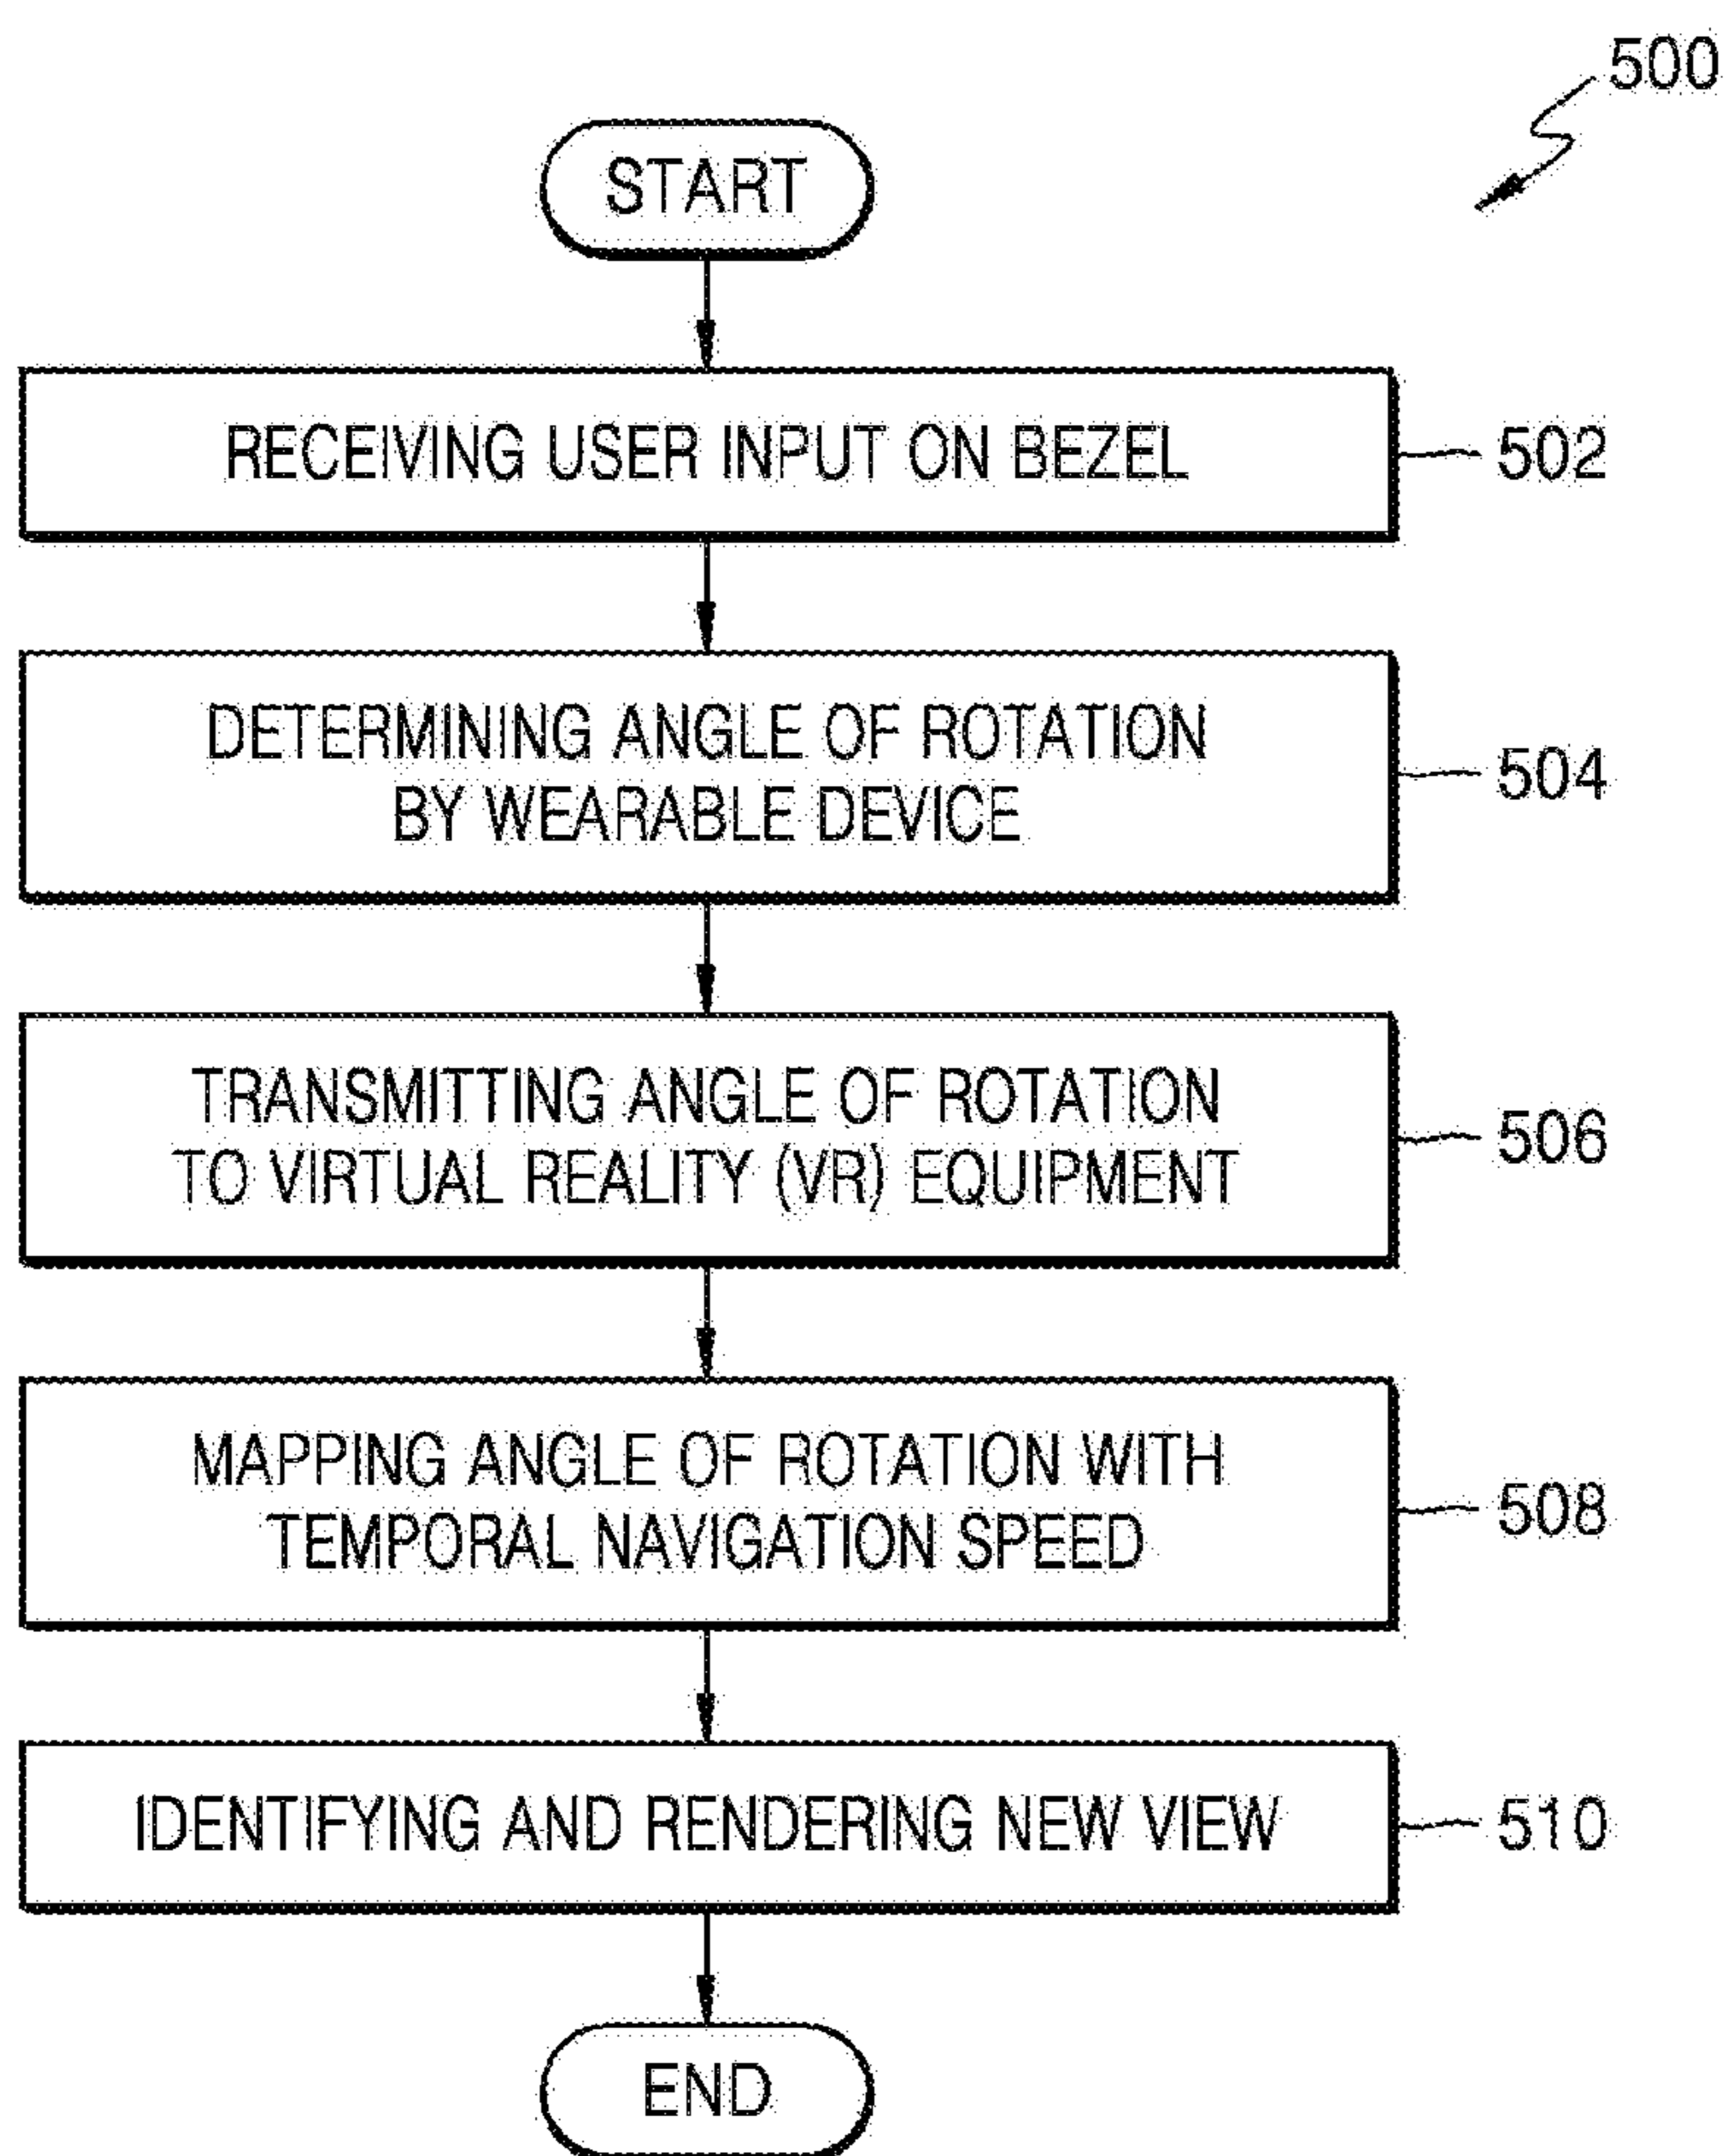 500
START
RECEIVING USER INPUT ON BEZEL
502
DETERMINING ANGLE OF ROTATION
BY WEARABLE DEVICE
504
TRANSMITTING ANGLE OF ROTATION
TO VIRTUAL REALITY (VR) EQUIPMENT
506
MAPPING ANGLE OF ROTATION WITH
TEMPORAL NAVIGATION SPEED
508
IDENTIFYING AND RENDERING NEW VIEW
510
END